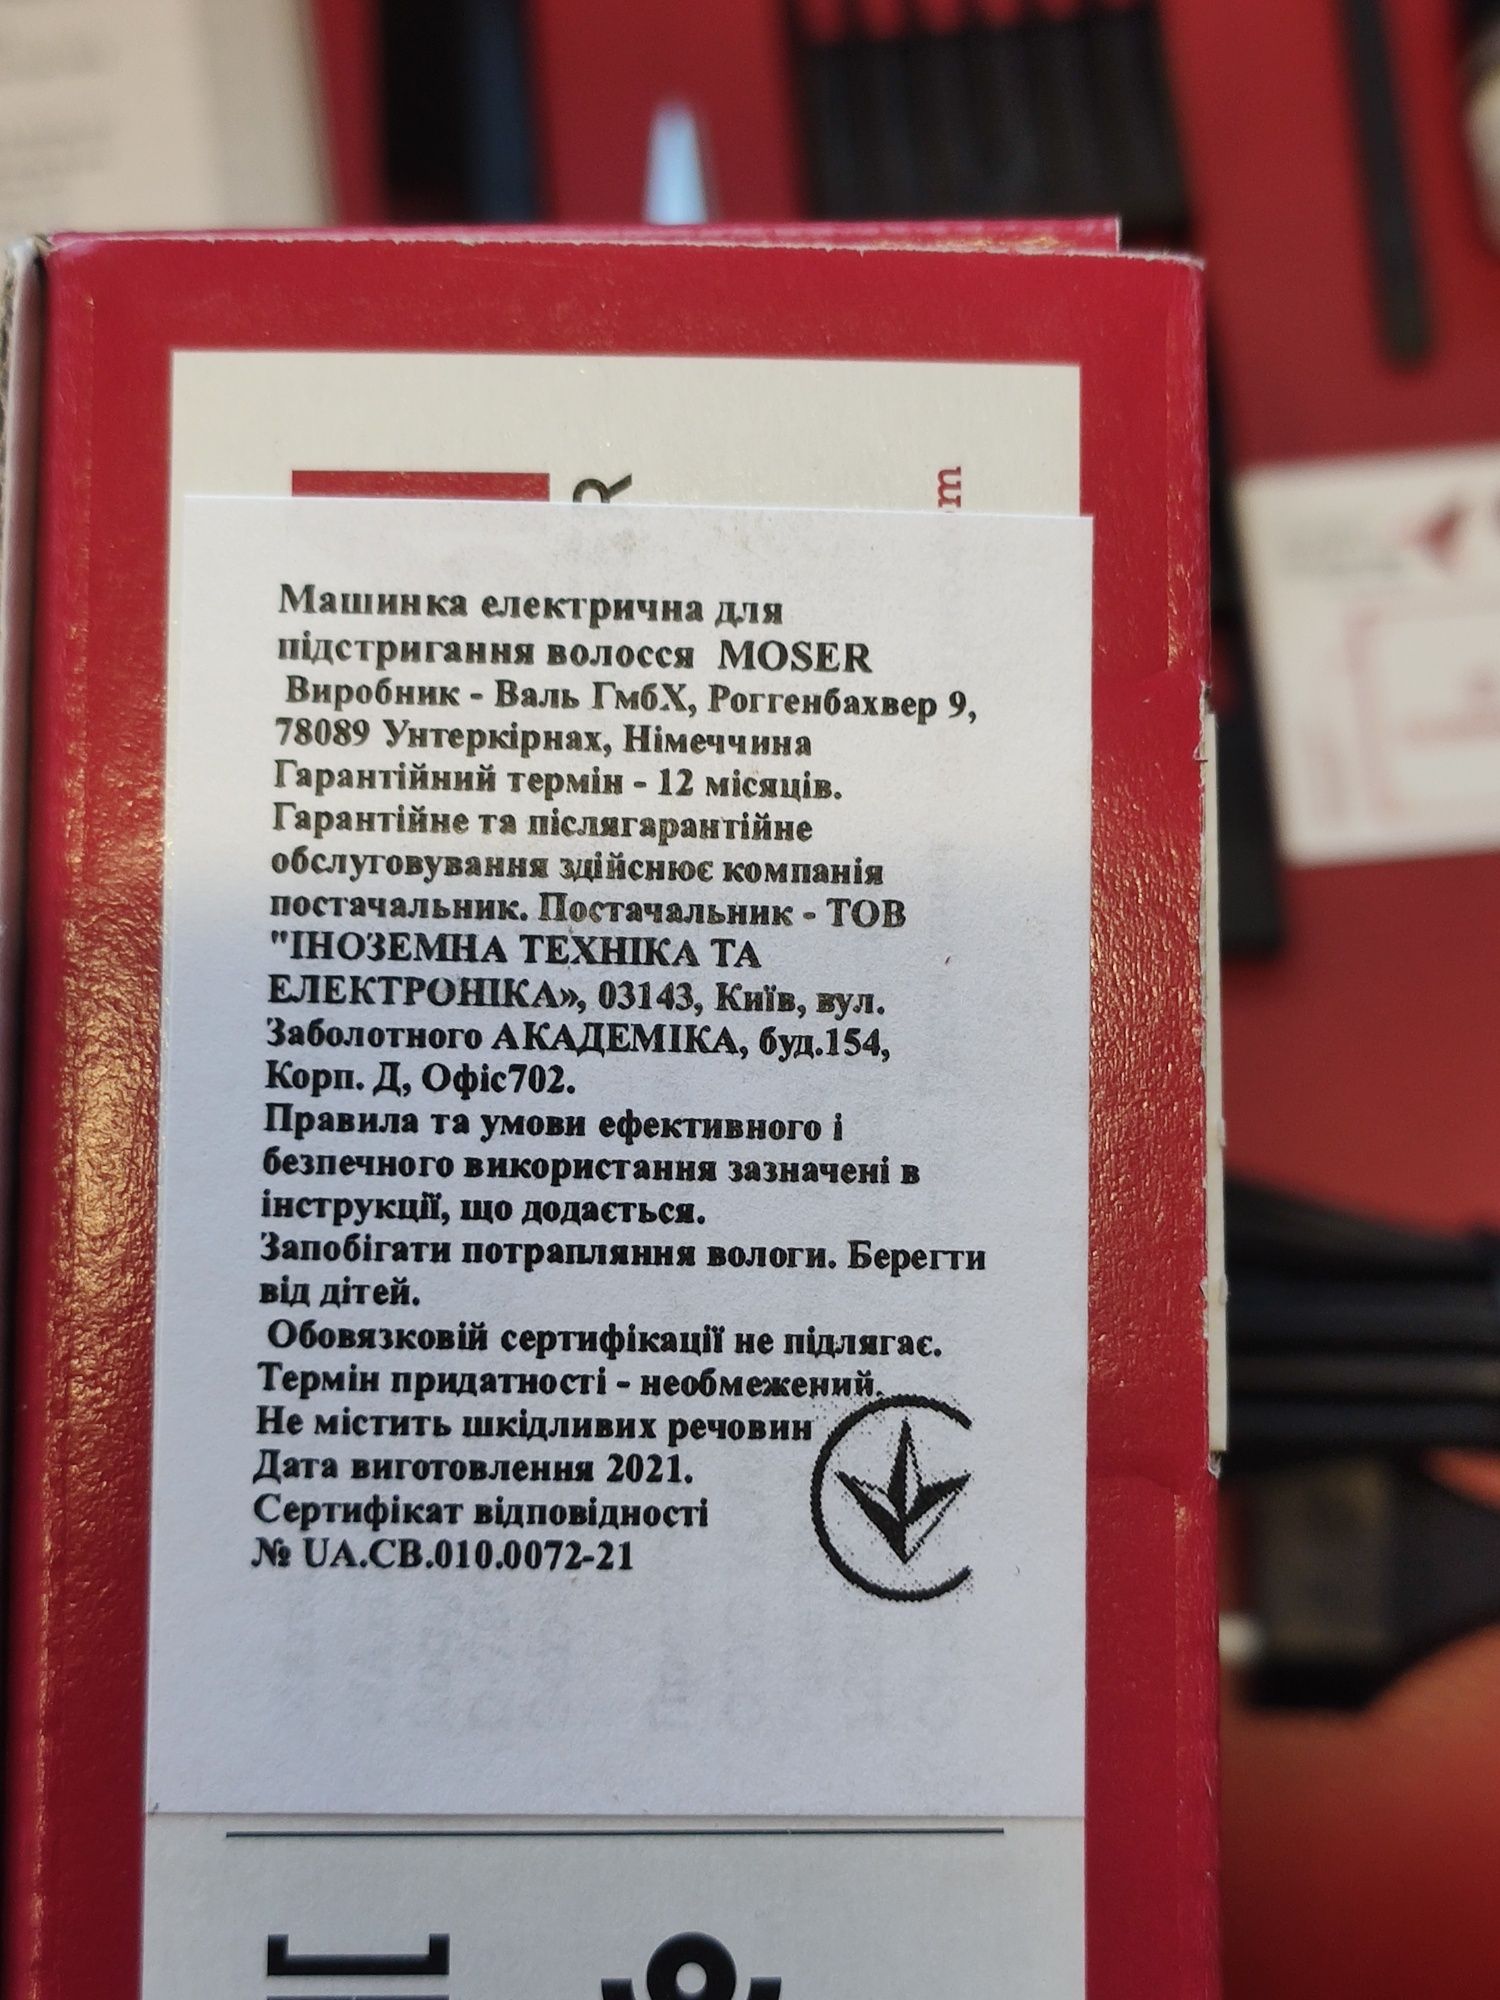 Машинка електрична для
підстригання волосся MOSER
Виробник - Валь ГмбХ, Роггенбахвер 9,
78089 Унтеркірнах, Німеччина
Гарантійний термін - 12 місяців.
Гарантійне та післягарантійне
обслуговування здійснює компанія
постачальник. Постачальник - ТОВ
"ІНОЗЕМНА ТЕХНІКА ТА
ЕЛЕКТРОНІКА», 03143, Київ, вул.
Заболотного АКАДЕМІКА, буд.154,
Корп. Д, Офіс702.
Правила та умови ефективного і
безпечного використання зазначені в
інструкції, що додається.
Запобігати потрапляння вологи. Берегти
від дітей.
Обовязковій сертифікації не підлягає.
Термін придатності - необмежений.
Не містить шкідливих речовин
Дата виготовлення 2021.
Сертифікат відповідності
№ UA.CB.010.0072-21